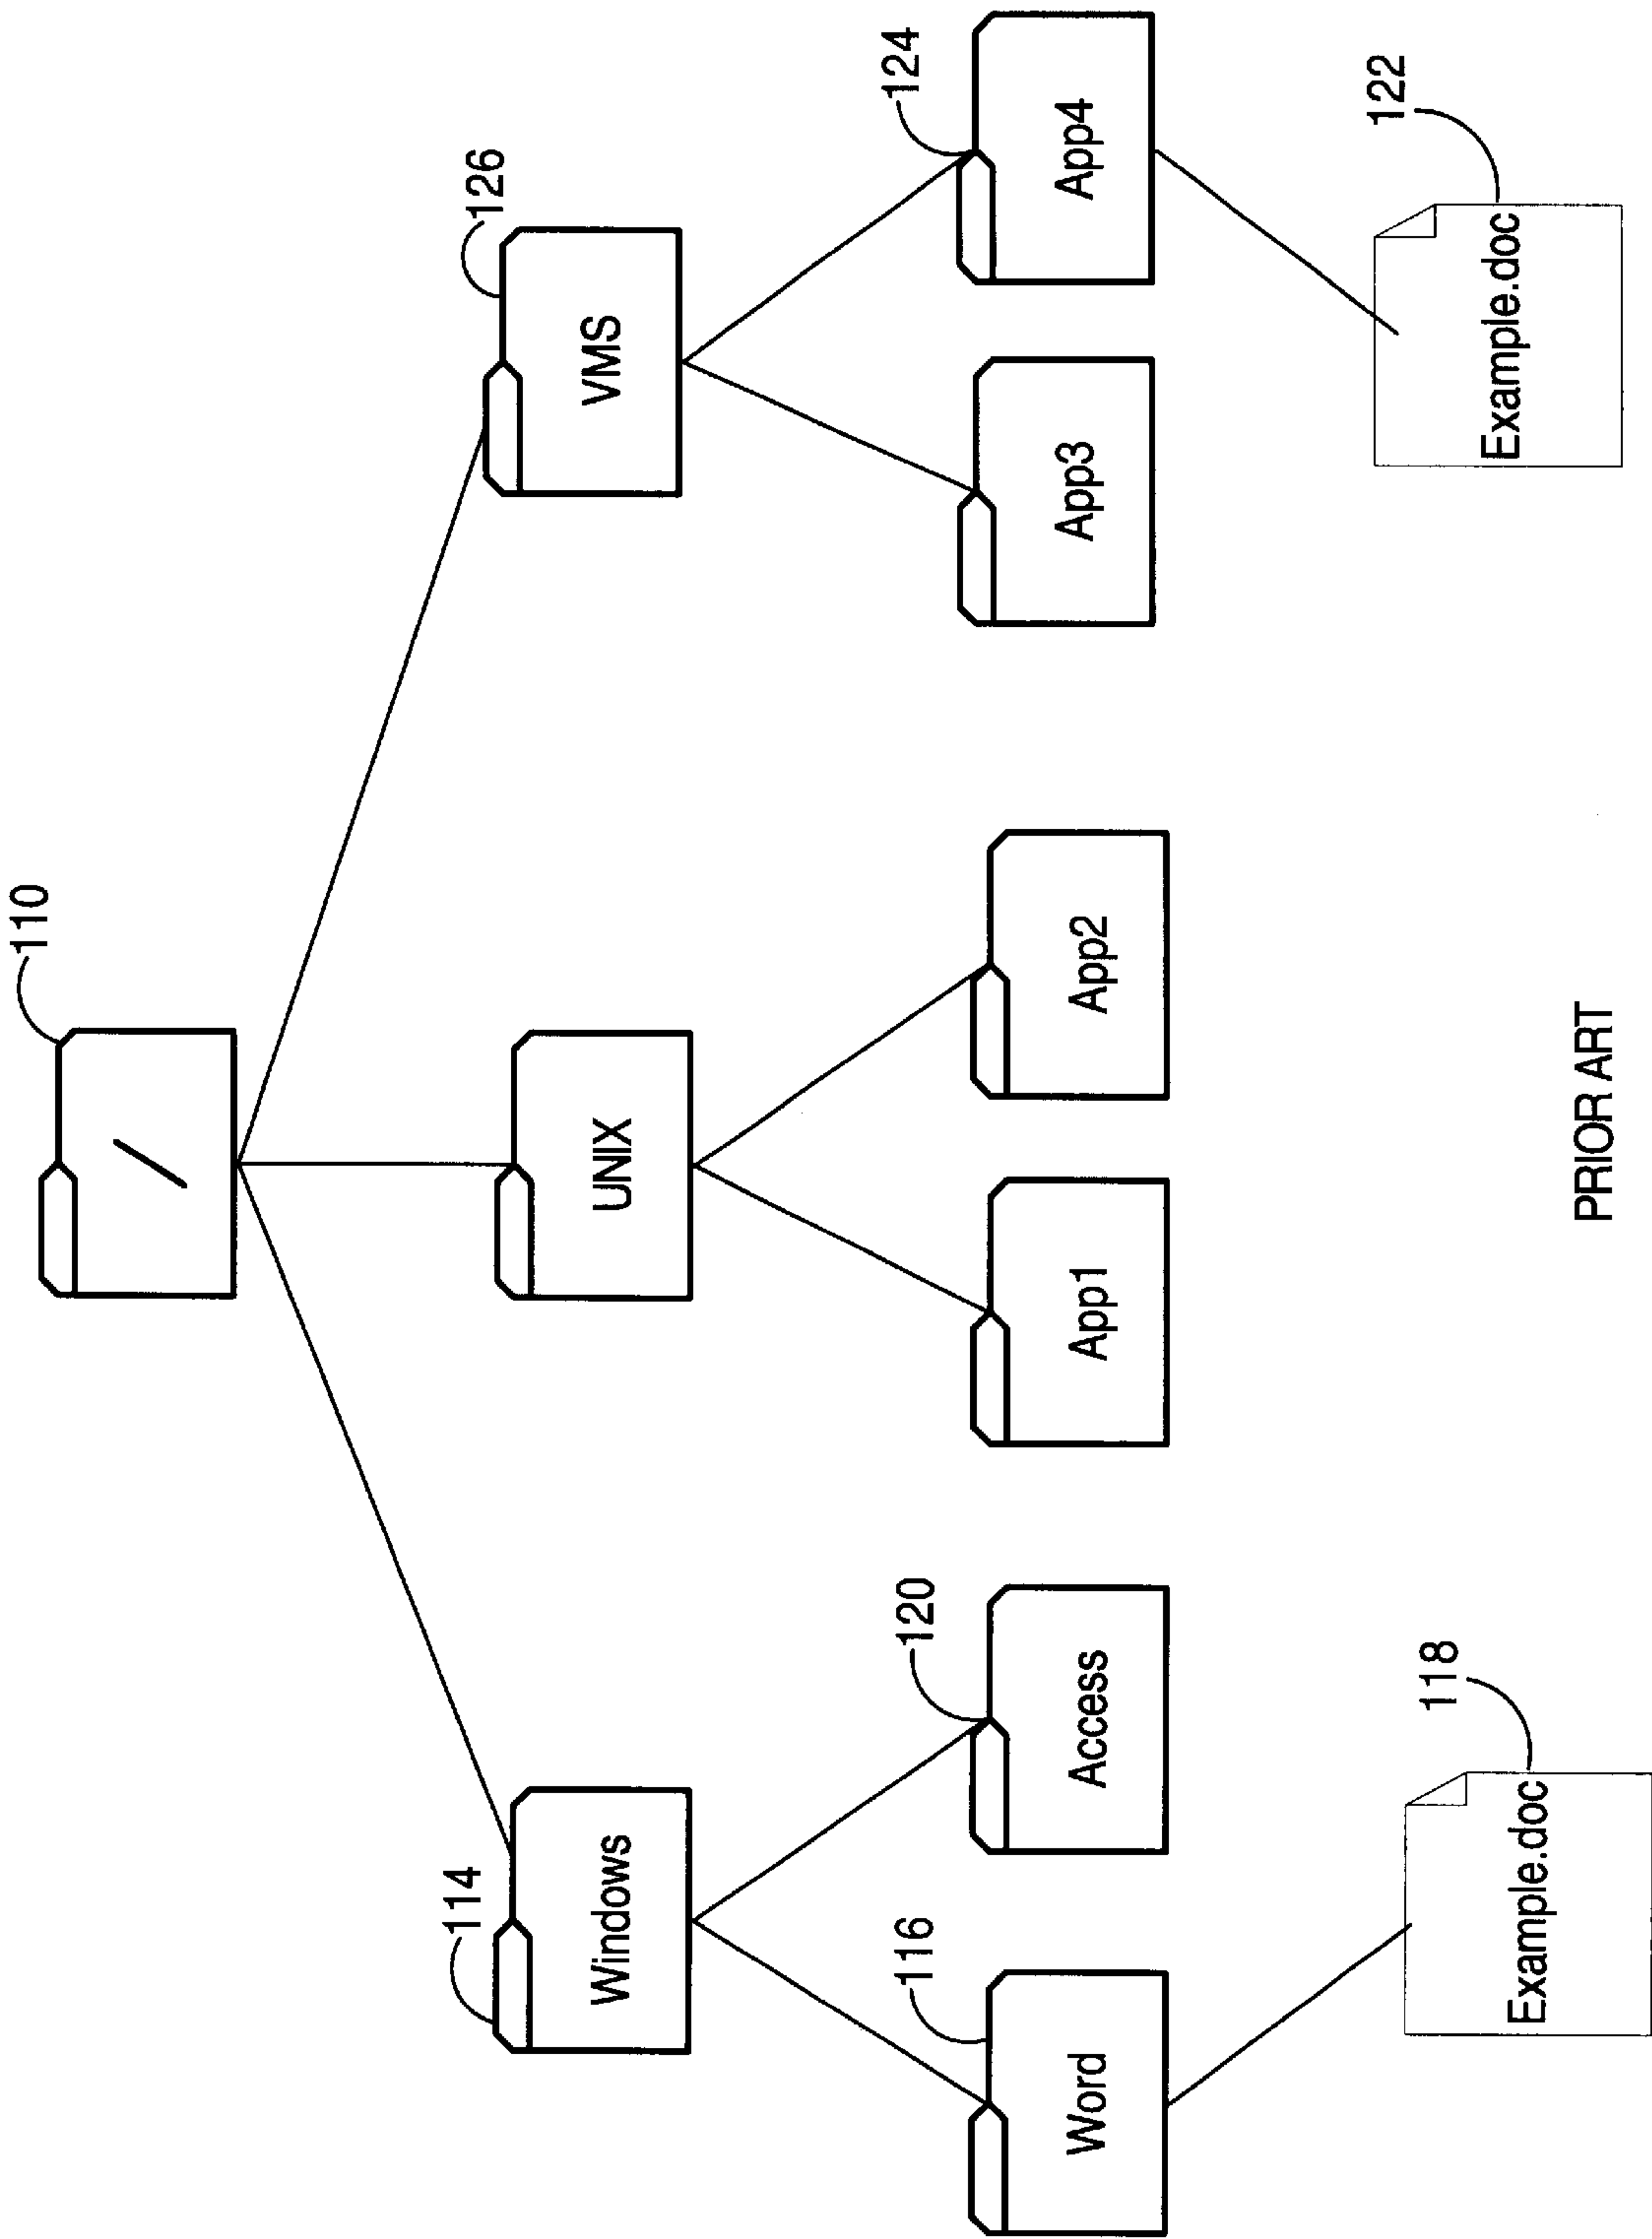 110
/
114
Windows
UNIX
126
VMS
116
Word
120
Access
App1
App2
App3
124
App4
118
Example.doc
122
Example.doc
PRIOR ART